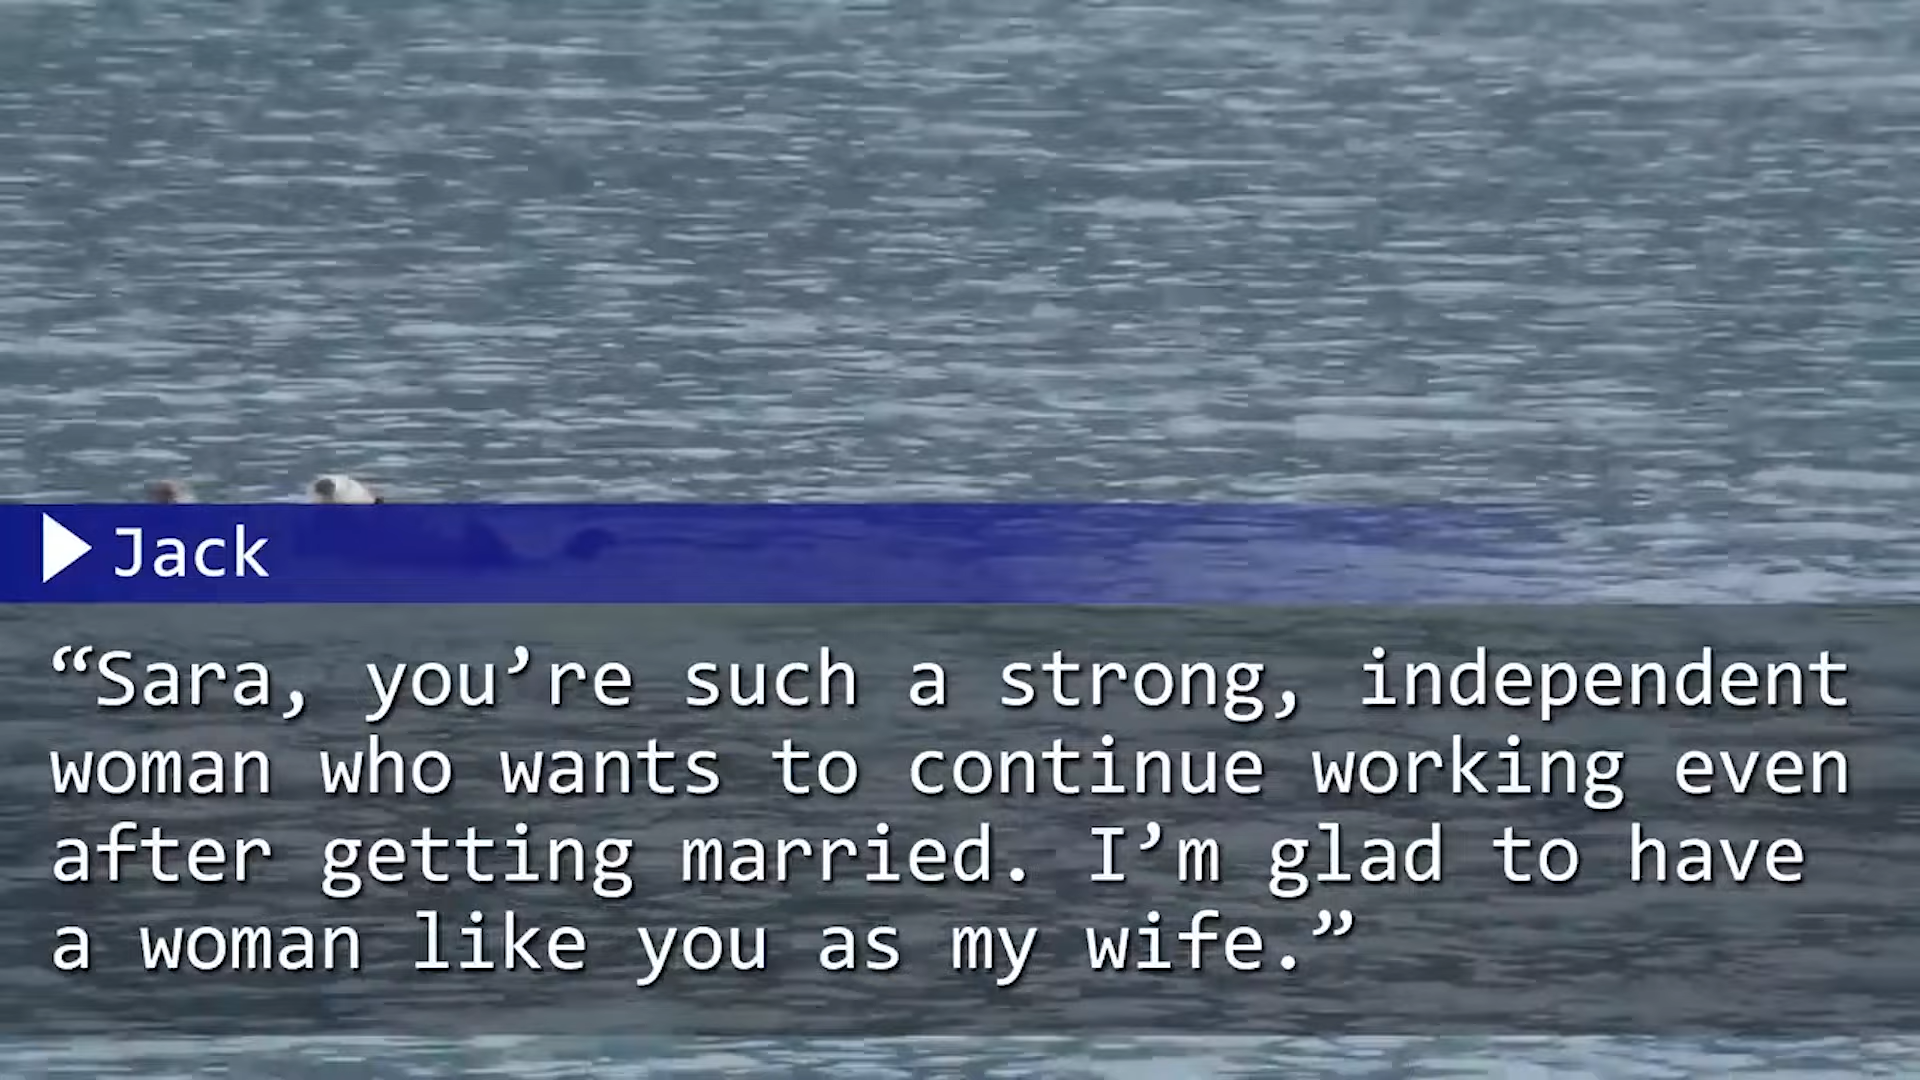 Jack
“Sara, you’re such a strong, independent
woman who wants to continue working even
after getting married. I’m glad to have
a woman like you as my wife.”